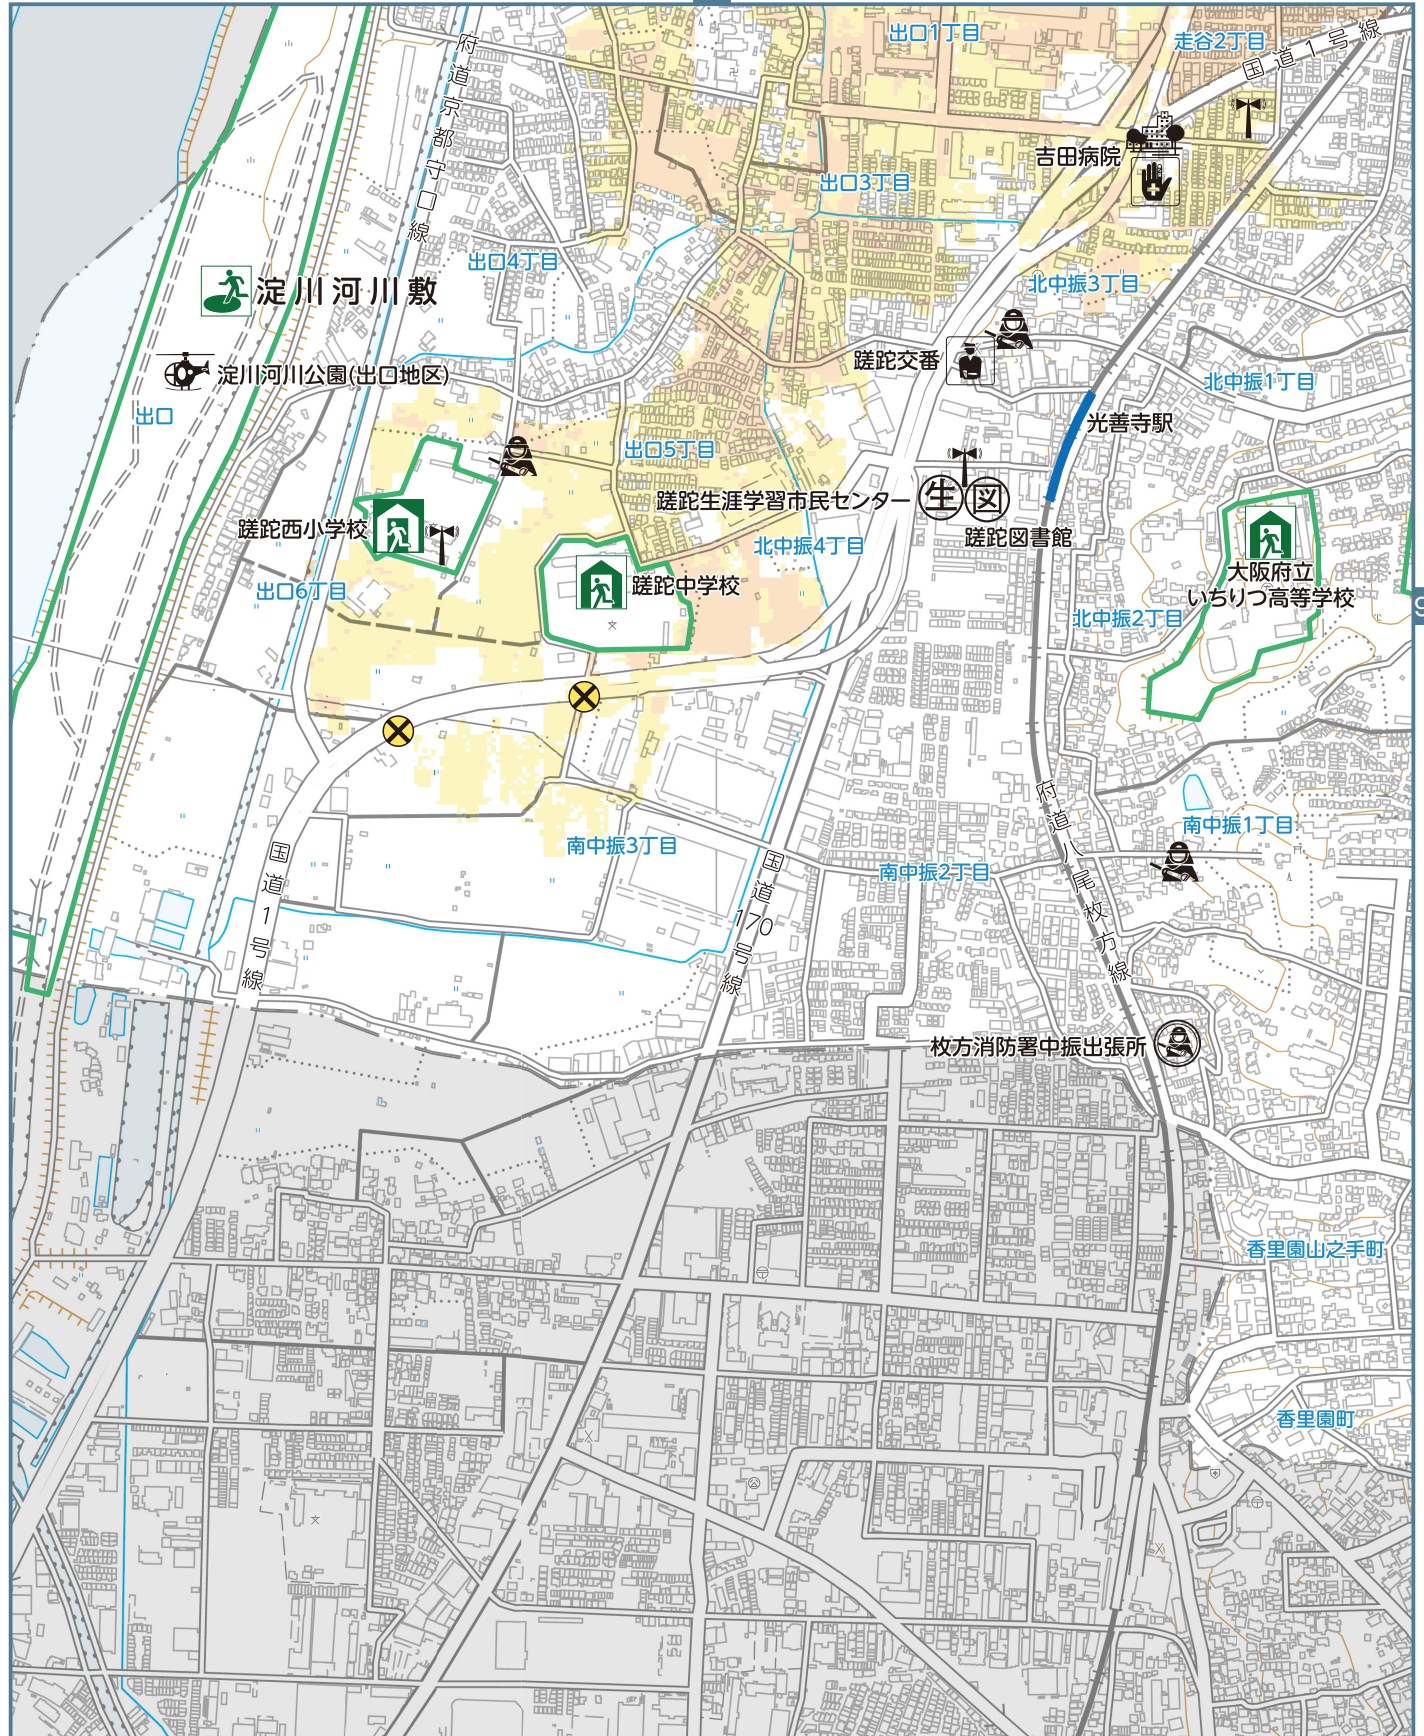 出口1丁目
走谷2丁目
国道1号線
府道京都守口線
吉田病院
出口3丁目
出口4丁目
淀川河川敷
北中振3丁目
蹉跎交番
淀川河川公園(出口地区)
北中振1丁目
出口
光善寺駅
出口5丁目
蹉跎生涯学習市民センター
生
図
蹉跎西小学校
蹉跎図書館
北中振4丁目
大阪府立
いちりつ高等学校
蹉跎中学校
出口6丁目
北中振2丁目
文
9
府道八尾枚方線
南中振1丁目
南中振3丁目
国道1号線
国道170号線
南中振2丁目
枚方消防署中振出張所
香里園山之手町
香里園町
文